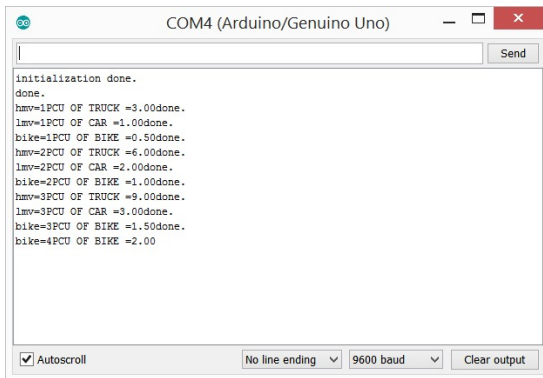 COM4 (Arduino/Genuino Uno)
Send
initialization done.
done.
hmv=1PCU OF TRUCK =3.00done.
lmv=1PCU OF CAR =1.00done.
bike=1PCU OF BIKE =0.50done.
hmv=2PCU OF TRUCK =6.00done.
lmv=2PCU OF CAR =2.00done.
bike=2PCU OF BIKE =1.00done.
hmv=3PCU OF TRUCK =9.00done.
lmv=3PCU OF CAR =3.00done.
bike=3PCU OF BIKE =1.50done.
bike=4PCU OF BIKE =2.00
Autoscroll No line ending 9600 baud Clear output